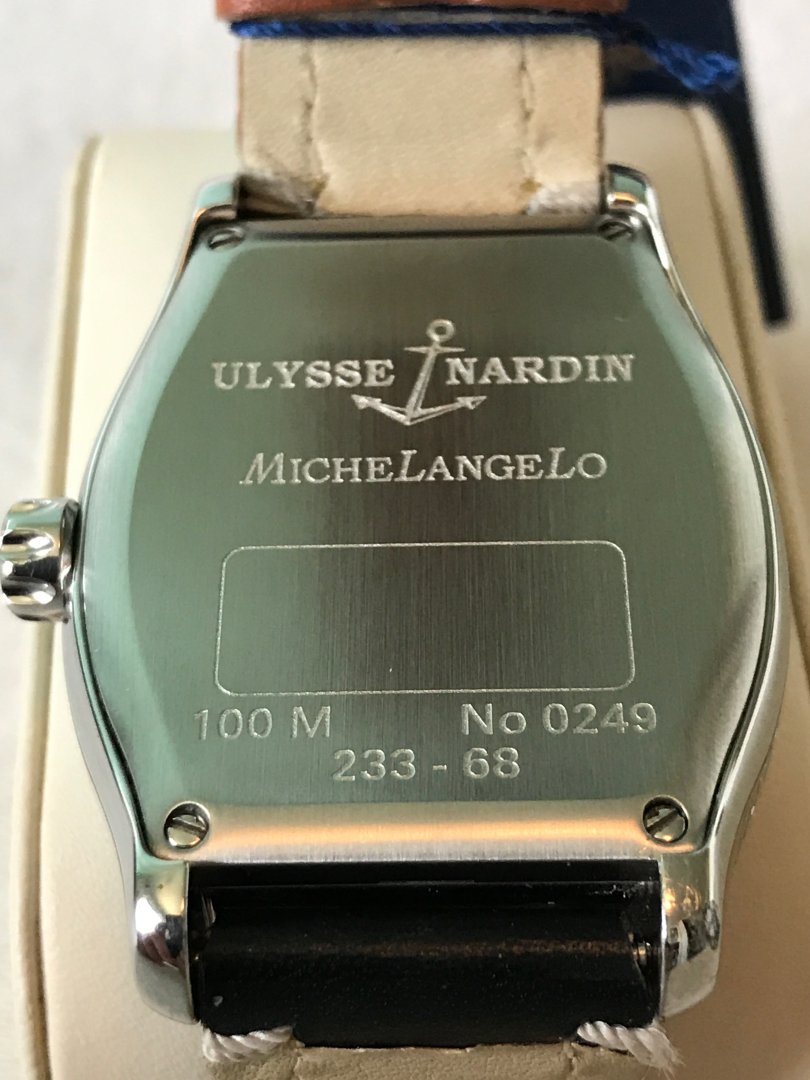 ULYSSE NARDIN
MICHELANGELO
100 M No 0249
233 - 68